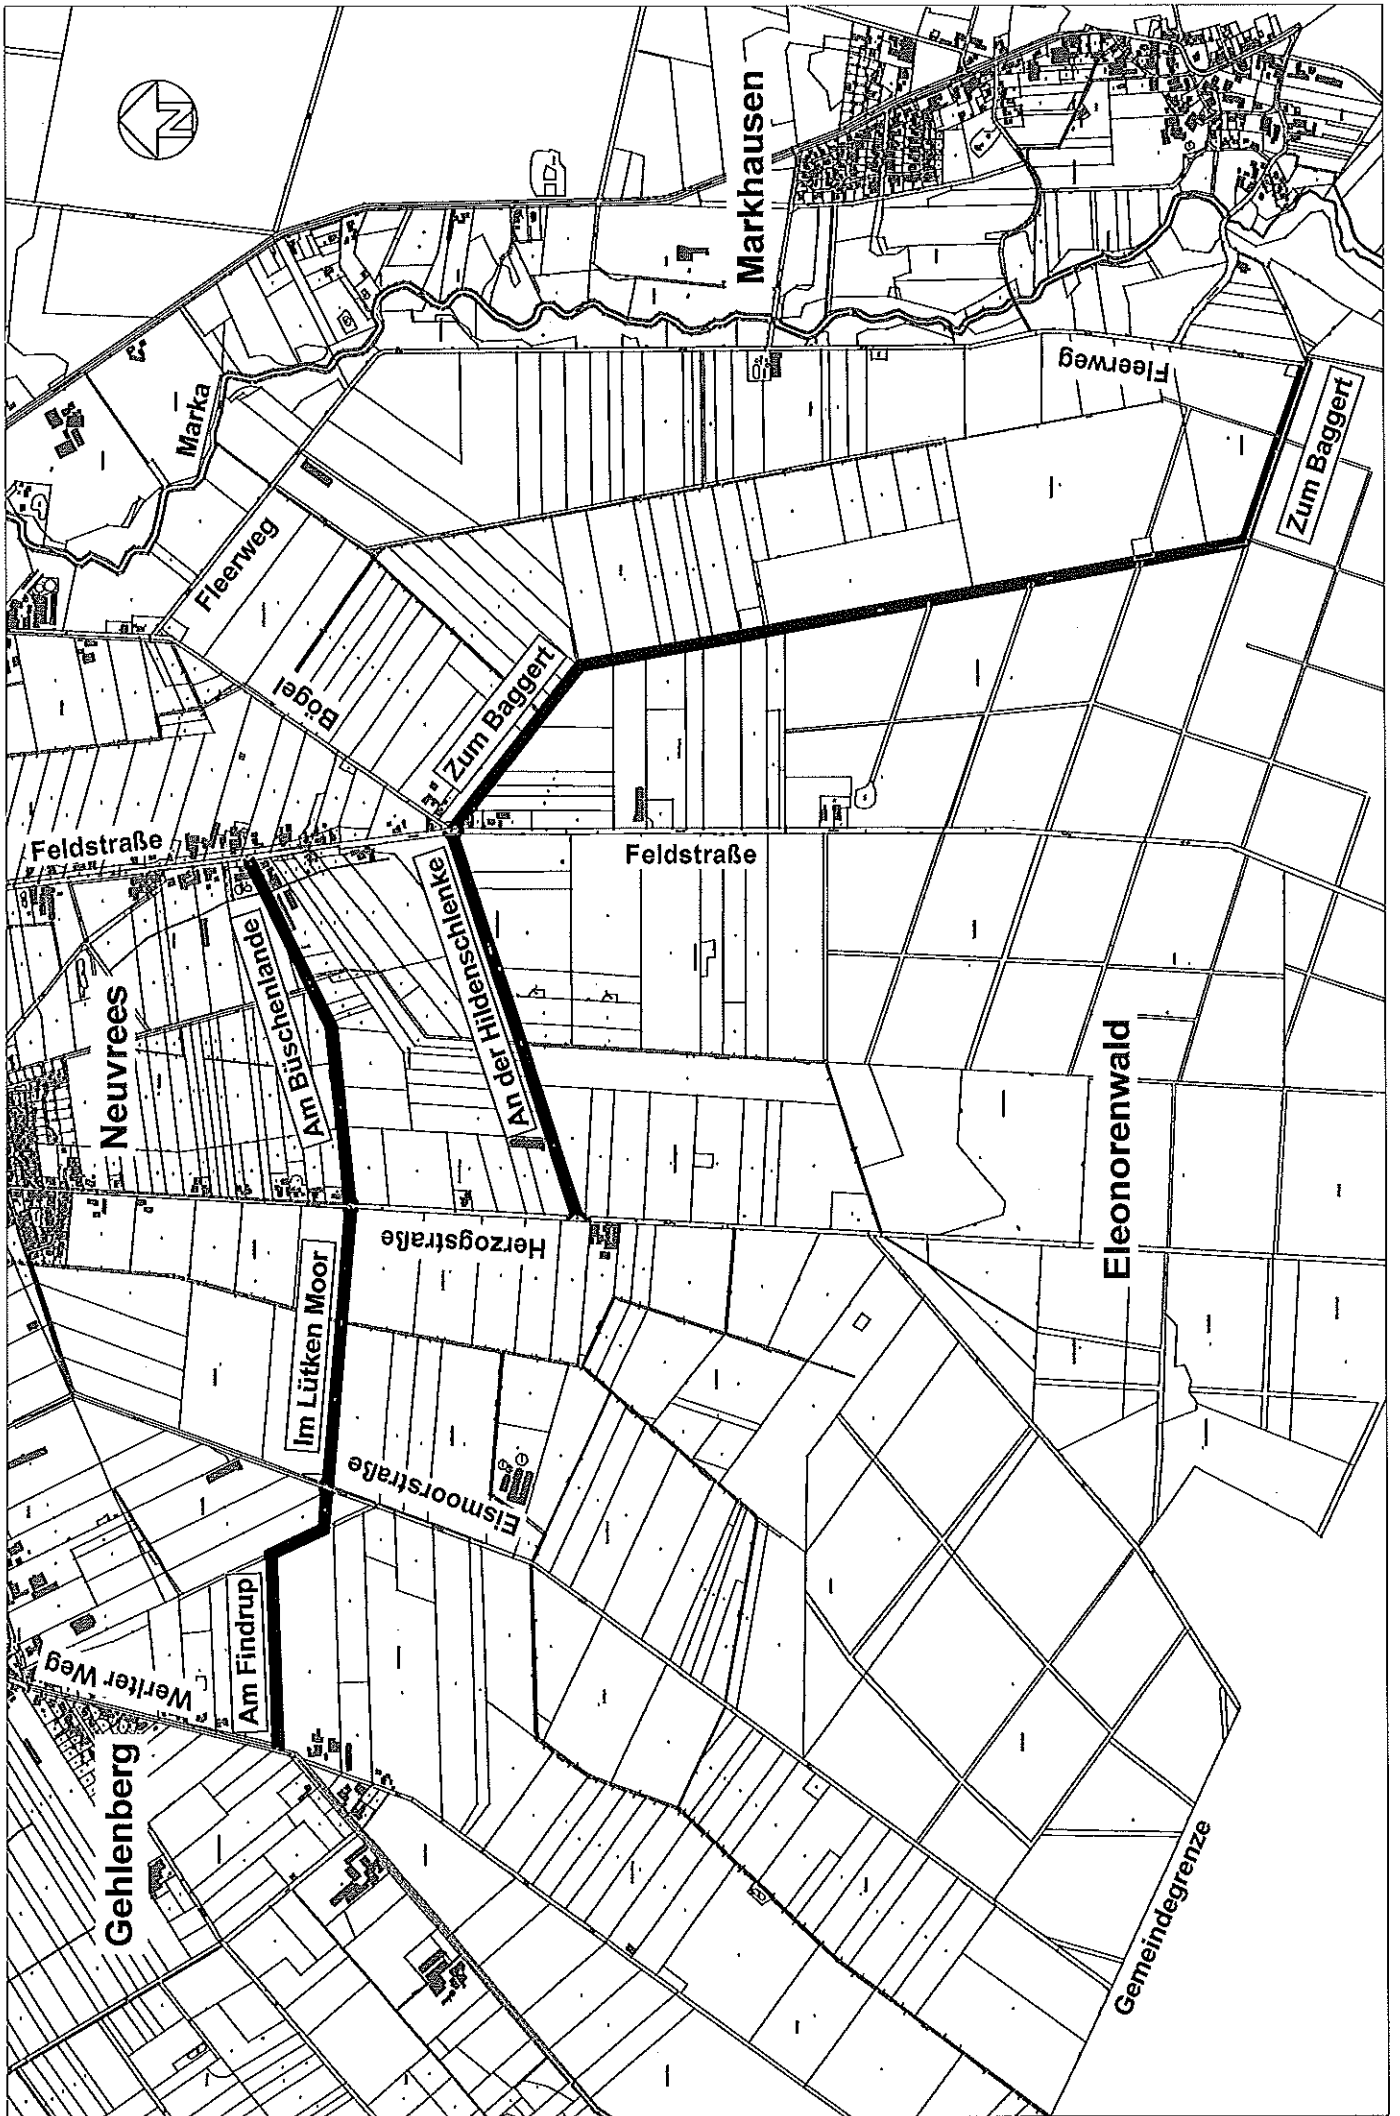 N
Markhausen
Marka
Fleerweg
Fleerweg
Bögel
Zum Baggert
Zum Baggert
Feldstraße
Feldstraße
Neuvrees
Am Büschenlande
An der Hildenschlenke
Eleonorenwald
Herzogstraße
Im Lütken Moor
Eismoorstraße
Am Findrup
Werlter Weg
Gehlenberg
Gemeindegrenze